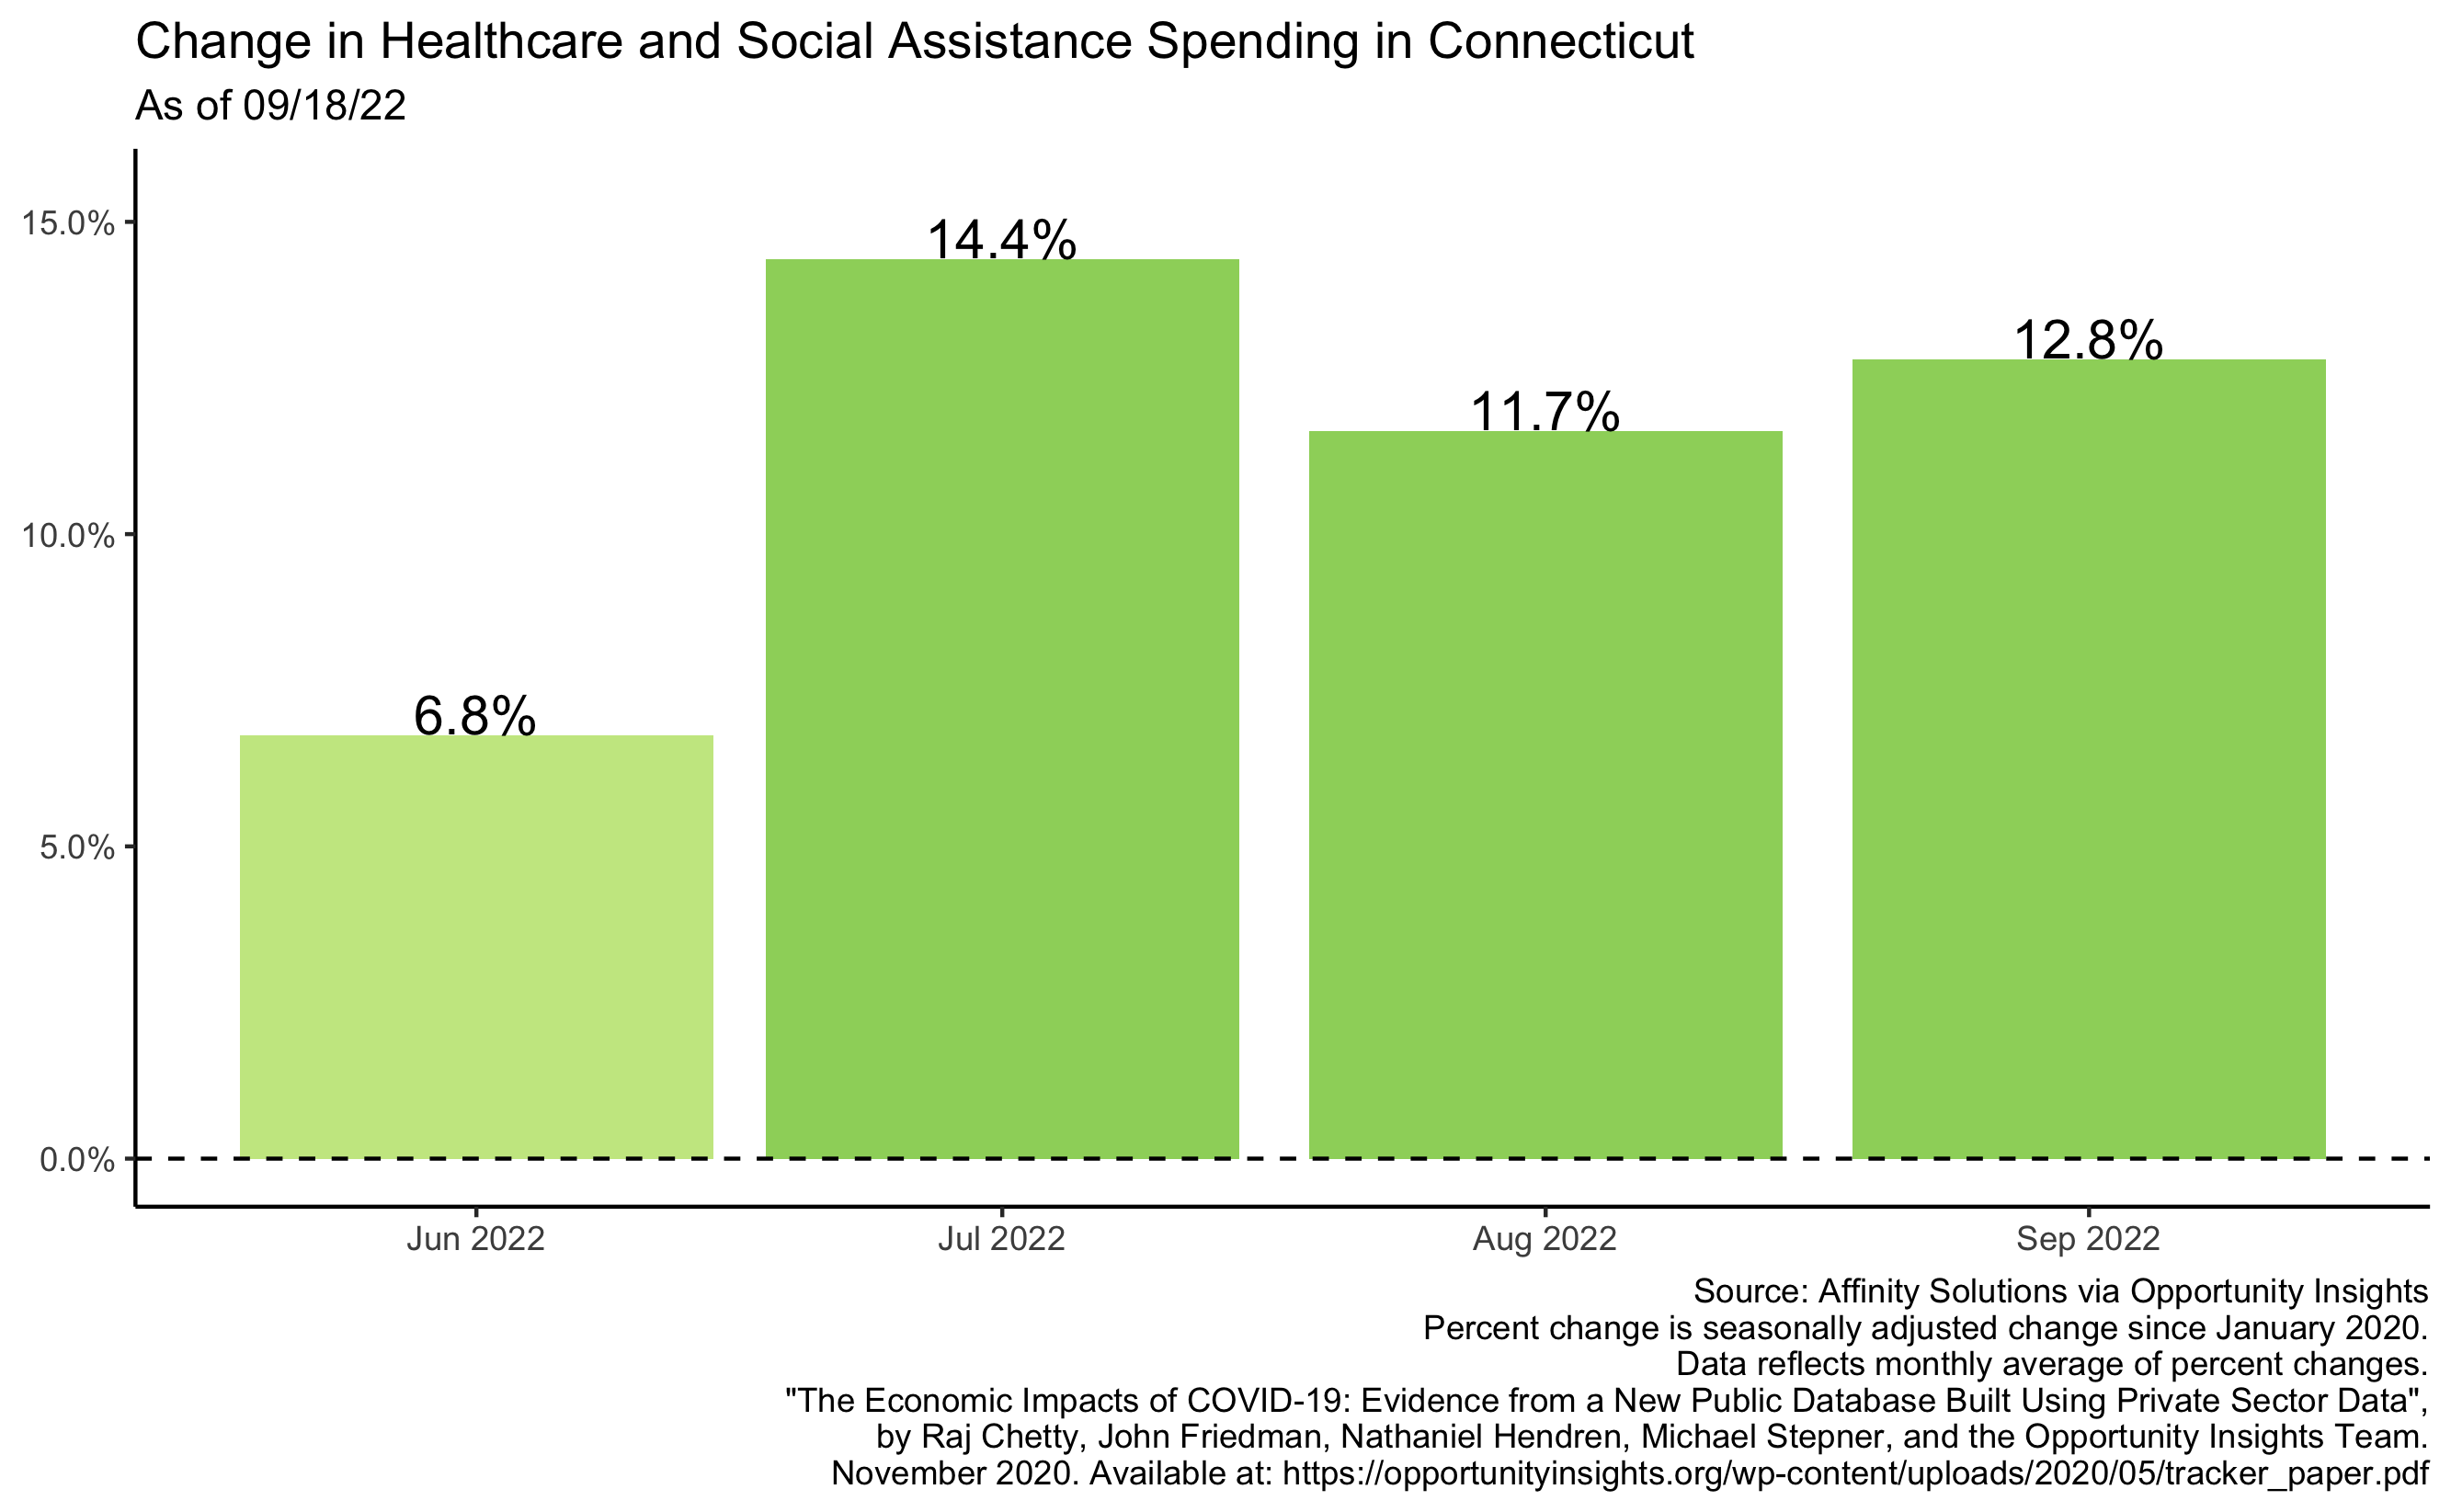 Change in Healthcare and Social Assistance Spending in Connecticut
As of 09/18/22
15.0%
10.0%
5.0%
0.0%
6.8%
14.4%
11.7%
12.8%
Jun 2022
Jul 2022
Aug 2022
Sep 2022
Source: Affinity Solutions via Opportunity Insights
Percent change is seasonally adjusted change since January 2020.
Data reflects monthly average of percent changes.
"The Economic Impacts of COVID-19: Evidence from a New Public Database Built Using Private Sector Data",
by Raj Chetty, John Friedman, Nathaniel Hendren, Michael Stepner, and the Opportunity Insights Team.
November 2020. Available at: https://opportunityinsights.org/wp-content/uploads/2020/05/tracker_paper.pdf